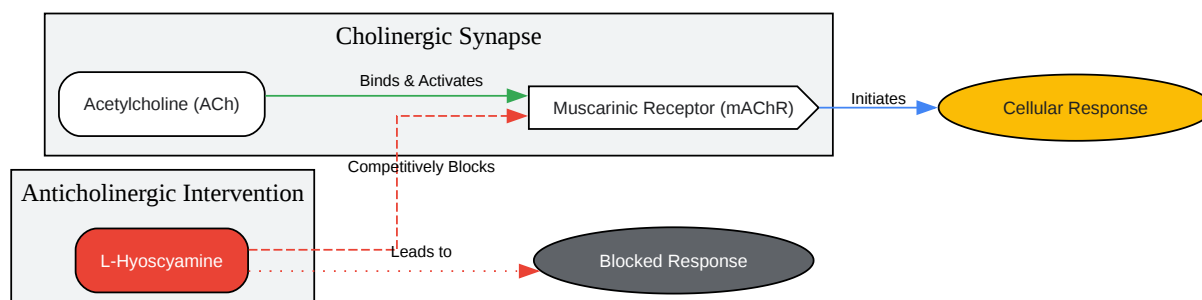 Cholinergic Synapse
Acetylcholine (ACh)
Binds & Activates
Muscarinic Receptor (mAChR)
Initiates
Cellular Response
Competitively Blocks
Anticholinergic Intervention
L-Hyoscyamine
Leads to
Blocked Response